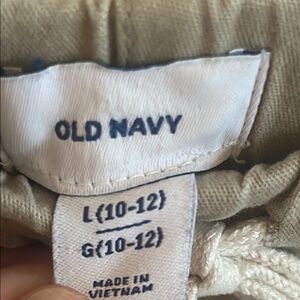 OLD NAVY
L(10-12)
G(10-12)
MADE IN
VIETNAM